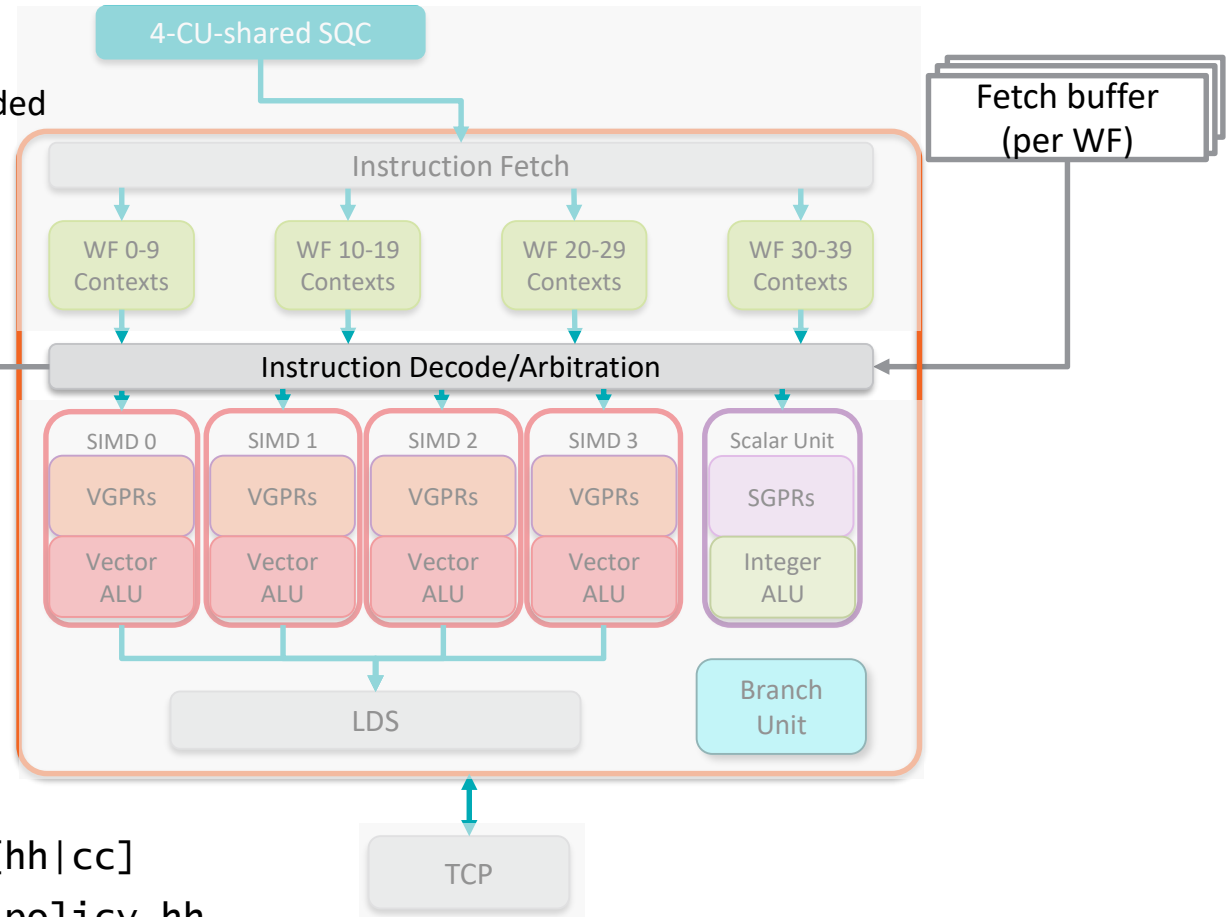 4-CU-shared SQC
ded
Fetch buffer
(per WF)
Instruction Fetch
WF 0-9
Contexts
WF 10-19
Contexts
WF 20-29
Contexts
WF 30-39
Contexts
Instruction Decode/Arbitration
SIMD 0
VGPRs
Vector
ALU
SIMD 1
VGPRs
Vector
ALU
SIMD 2
VGPRs
Vector
ALU
SIMD 3
VGPRs
Vector
ALU
Scalar Unit
SGPRs
Integer
ALU
LDS
Branch
Unit
[hh|cc]
policy.hh
TCP